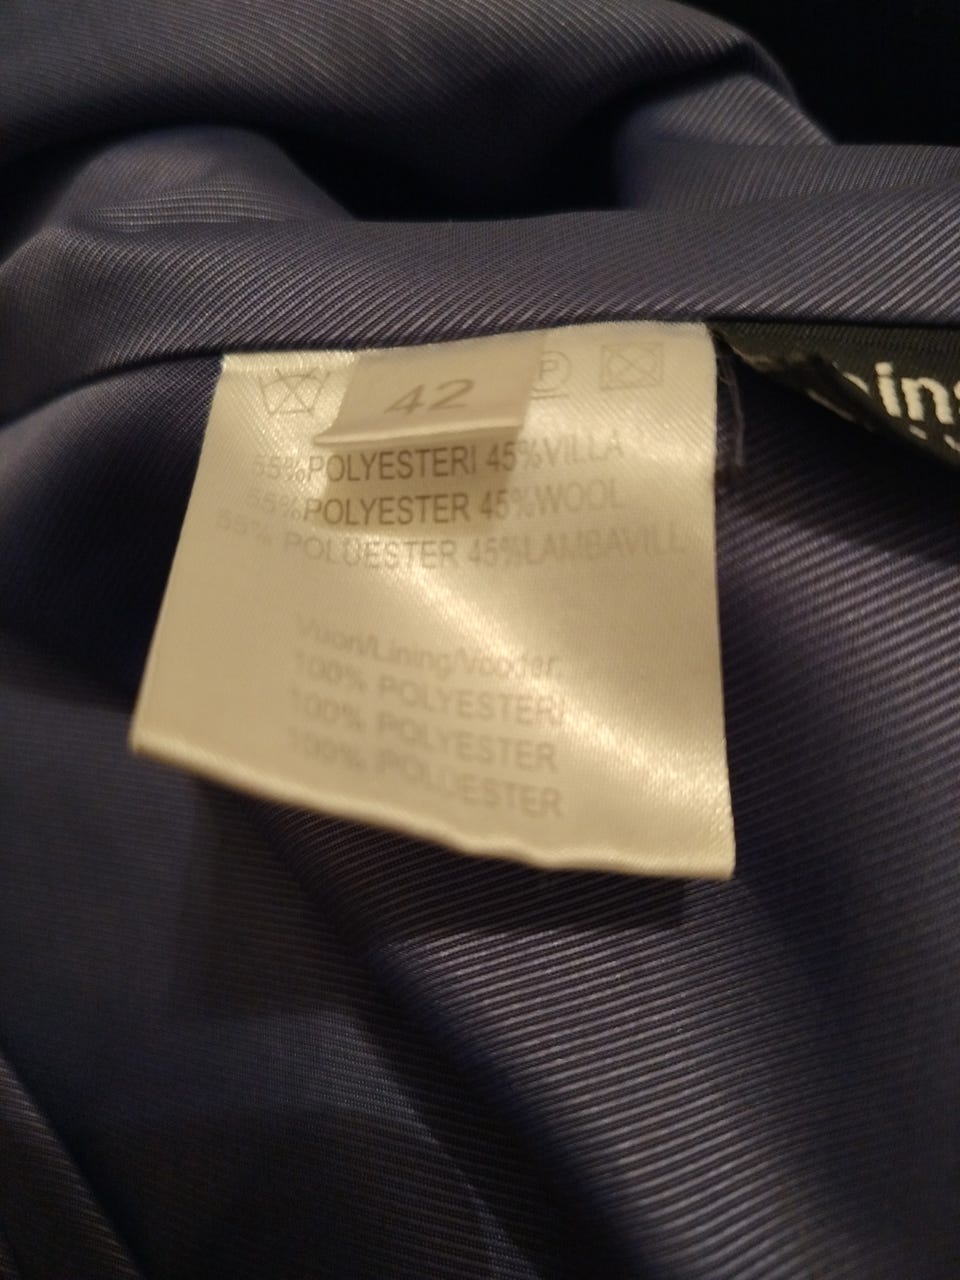 42
P
55%POLYESTERI 45%VILLA
55%POLYESTER 45%WOOL
55% POLÜESTER 45%LAMBAVILL
Vuori/Lining/Vooder
100% POLYESTERI
100% POLYESTER
100% POLÜESTER